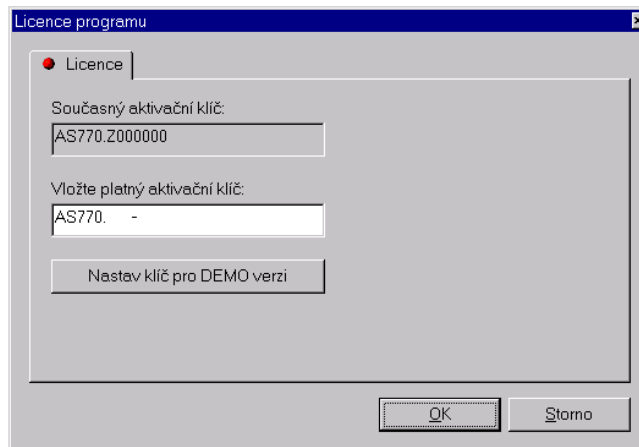 Licence programu
Licence
Současný aktivační klíč:
AS770.Z000000
Vložte platný aktivační klíč:
AS770.     -
Nastav klíč pro DEMO verzi
OK
Storno